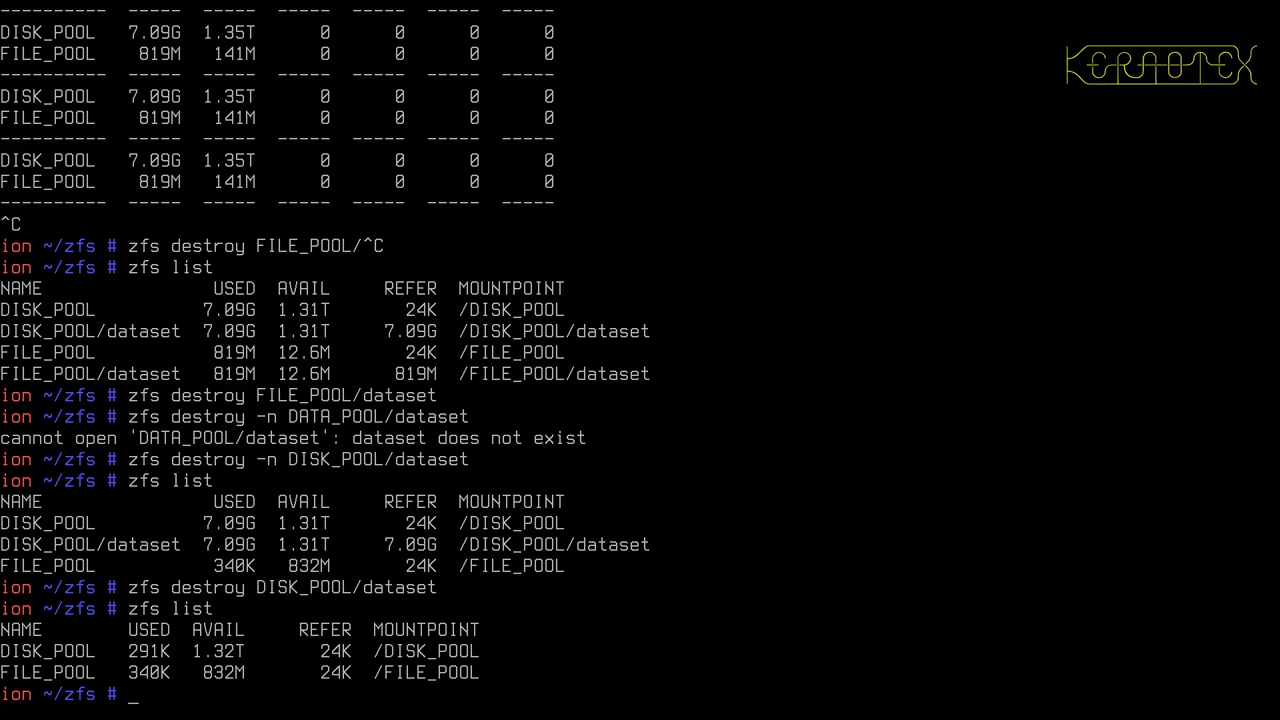 ----------  -----  -----  -----  -----  -----  -----
DISK_POOL   7.09G  1.35T      0      0      0      0
FILE_POOL    819M   141M      0      0      0      0
----------  -----  -----  -----  -----  -----  -----
DISK_POOL   7.09G  1.35T      0      0      0      0
FILE_POOL    819M   141M      0      0      0      0
----------  -----  -----  -----  -----  -----  -----
DISK_POOL   7.09G  1.35T      0      0      0      0
FILE_POOL    819M   141M      0      0      0      0
----------  -----  -----  -----  -----  -----  -----
^C
ion ~/zfs # zfs destroy FILE_POOL/^C
ion ~/zfs # zfs list
NAME                USED  AVAIL     REFER  MOUNTPOINT
DISK_POOL          7.09G  1.31T       24K  /DISK_POOL
DISK_POOL/dataset  7.09G  1.31T     7.09G  /DISK_POOL/dataset
FILE_POOL           819M  12.6M       24K  /FILE_POOL
FILE_POOL/dataset   819M  12.6M      819M  /FILE_POOL/dataset
ion ~/zfs # zfs destroy FILE_POOL/dataset
ion ~/zfs # zfs destroy -n DATA_POOL/dataset
cannot open 'DATA_POOL/dataset': dataset does not exist
ion ~/zfs # zfs destroy -n DISK_POOL/dataset
ion ~/zfs # zfs list
NAME                USED  AVAIL     REFER  MOUNTPOINT
DISK_POOL          7.09G  1.31T       24K  /DISK_POOL
DISK_POOL/dataset  7.09G  1.31T     7.09G  /DISK_POOL/dataset
FILE_POOL           340K   832M       24K  /FILE_POOL
ion ~/zfs # zfs destroy DISK_POOL/dataset
ion ~/zfs # zfs list
NAME        USED  AVAIL     REFER  MOUNTPOINT
DISK_POOL   291K  1.32T       24K  /DISK_POOL
FILE_POOL   340K   832M       24K  /FILE_POOL
ion ~/zfs # _